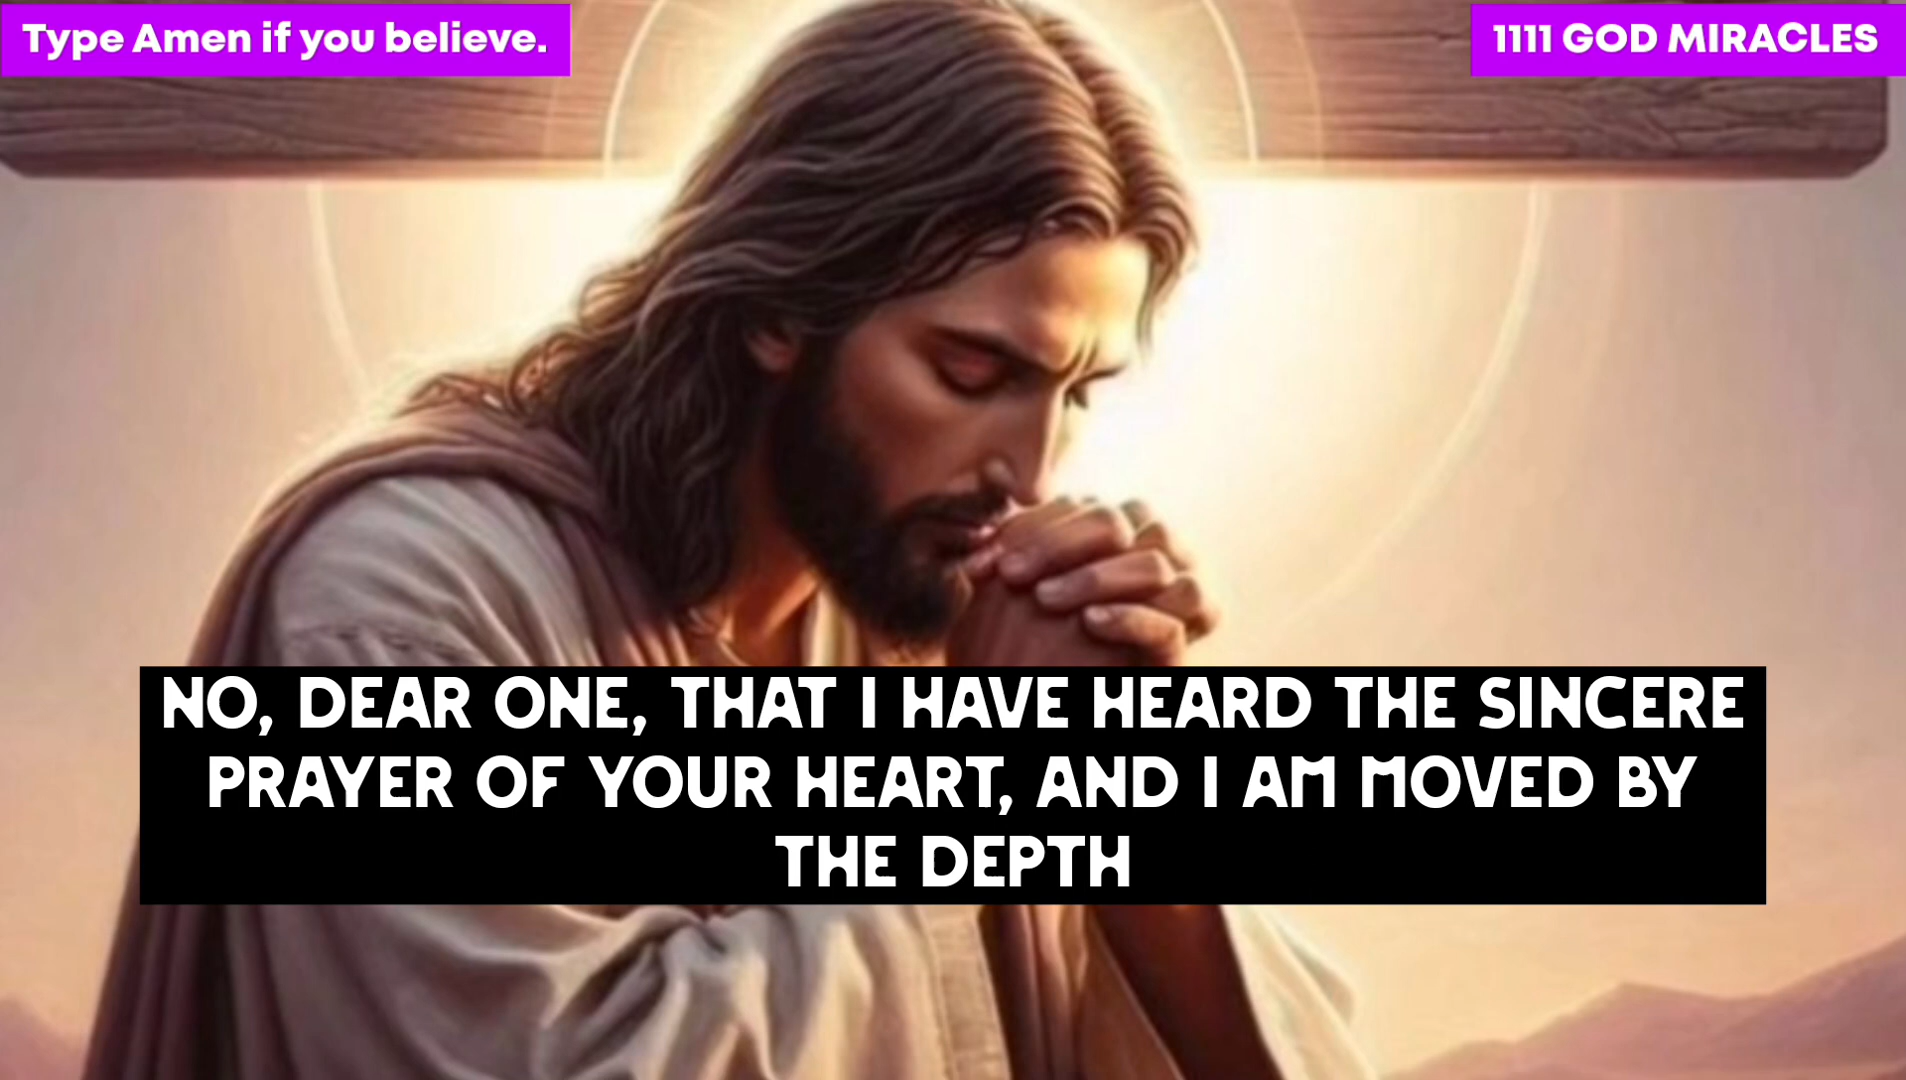 Type Amen if you believe.
1111 GOD MIRACLES
NO, DEAR ONE, THAT I HAVE HEARD THE SINCERE
PRAYER OF YOUR HEART, AND I AM MOVED BY
THE DEPTH